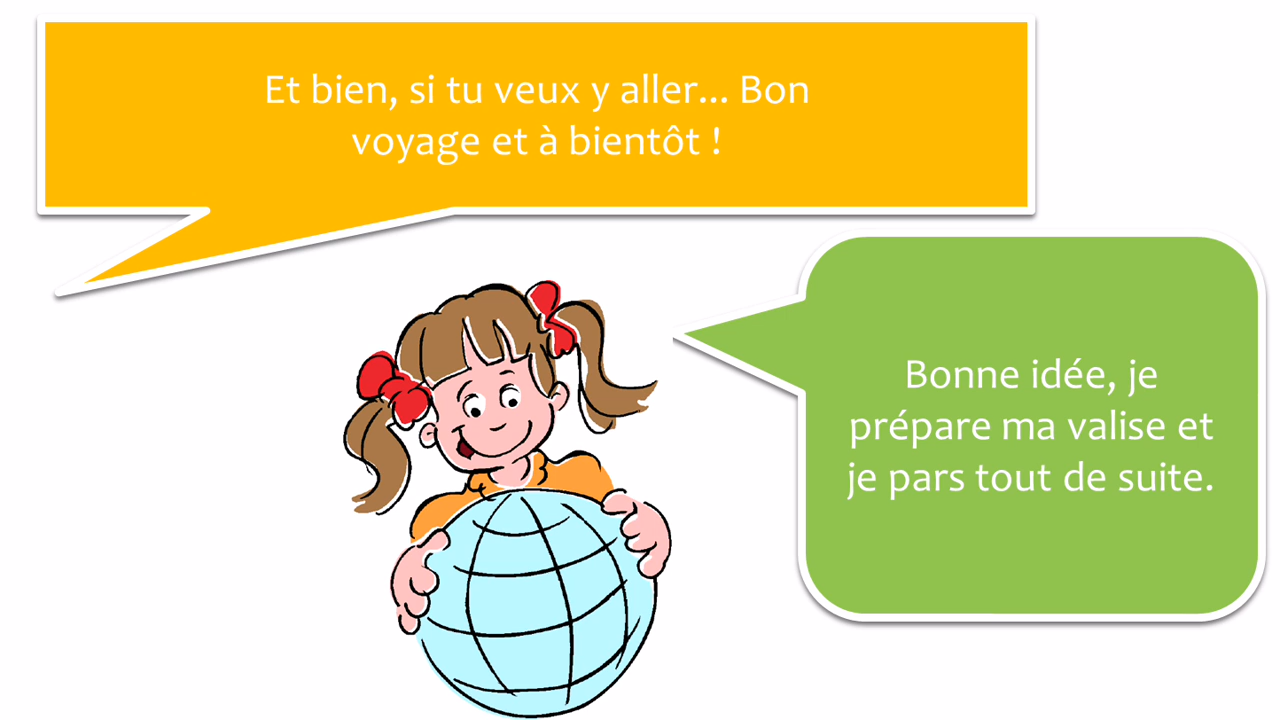 Et bien, si tu veux y aller... Bon
voyage et à bientôt !
Bonne idée, je
prépare ma valise et
je pars tout de suite.